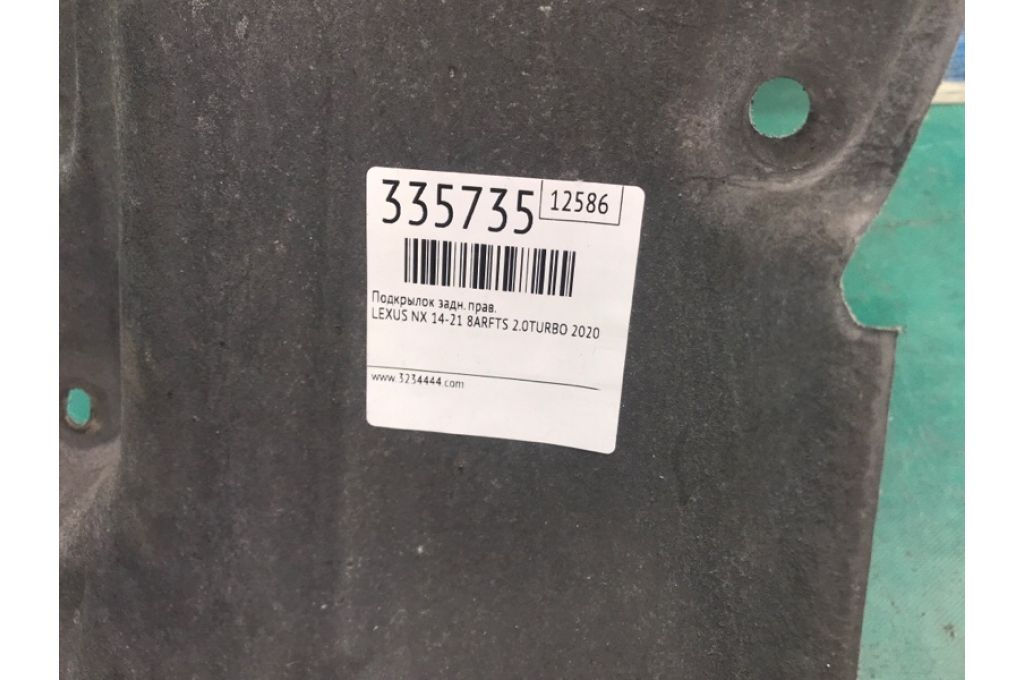 335735 12586
Подкрылок задн. прав.
LEXUS NX 14-21 8ARFTS 2.0TURBO 2020
www.3234444.com